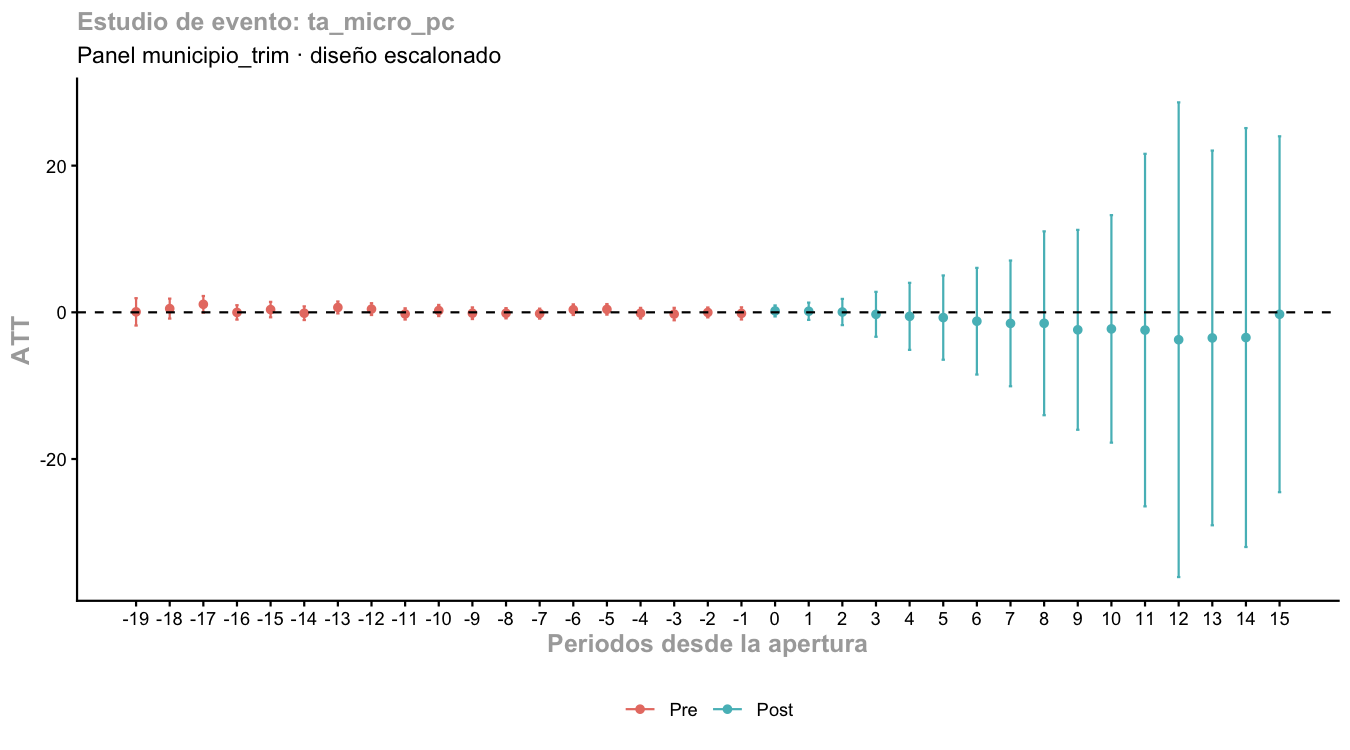 Estudio de evento: ta_micro_pc
Panel municipio_trim · diseño escalonado
ATT
20
0
-20
-19 -18 -17 -16 -15 -14 -13 -12 -11 -10 -9 -8 -7 -6 -5 -4 -3 -2 -1 0 1 2 3 4 5 6 7 8 9 10 11 12 13 14 15
Periodos desde la apertura
Pre Post